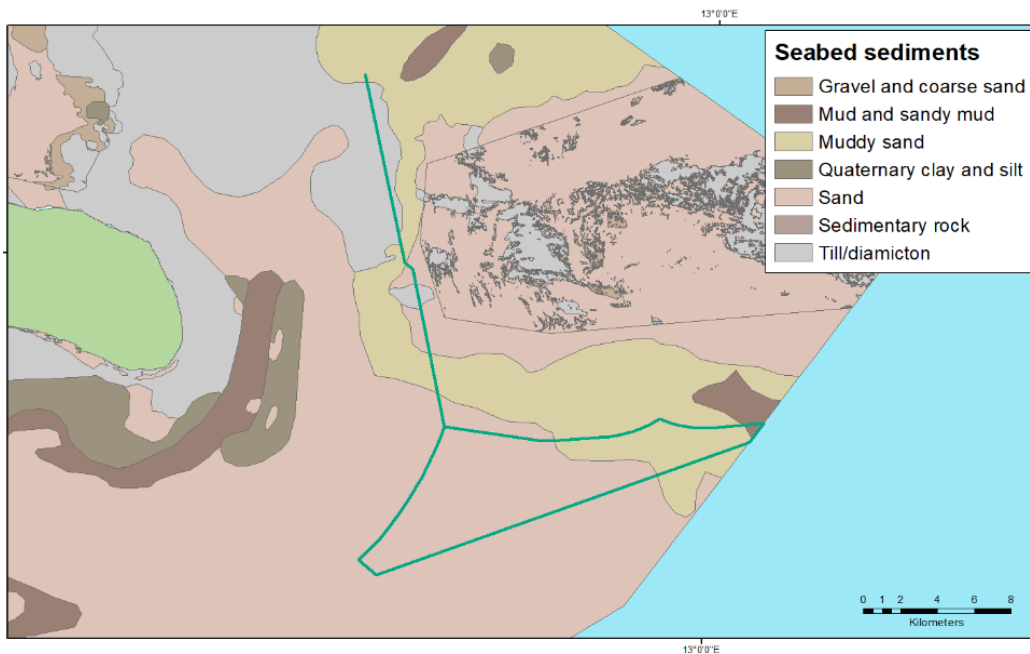 13°0'0"E
Seabed sediments
Gravel and coarse sand
Mud and sandy mud
Muddy sand
Quaternary clay and silt
Sand
Sedimentary rock
Till/diamicton
0 1 2 4 6 8
Kilometers
13°0'0"E